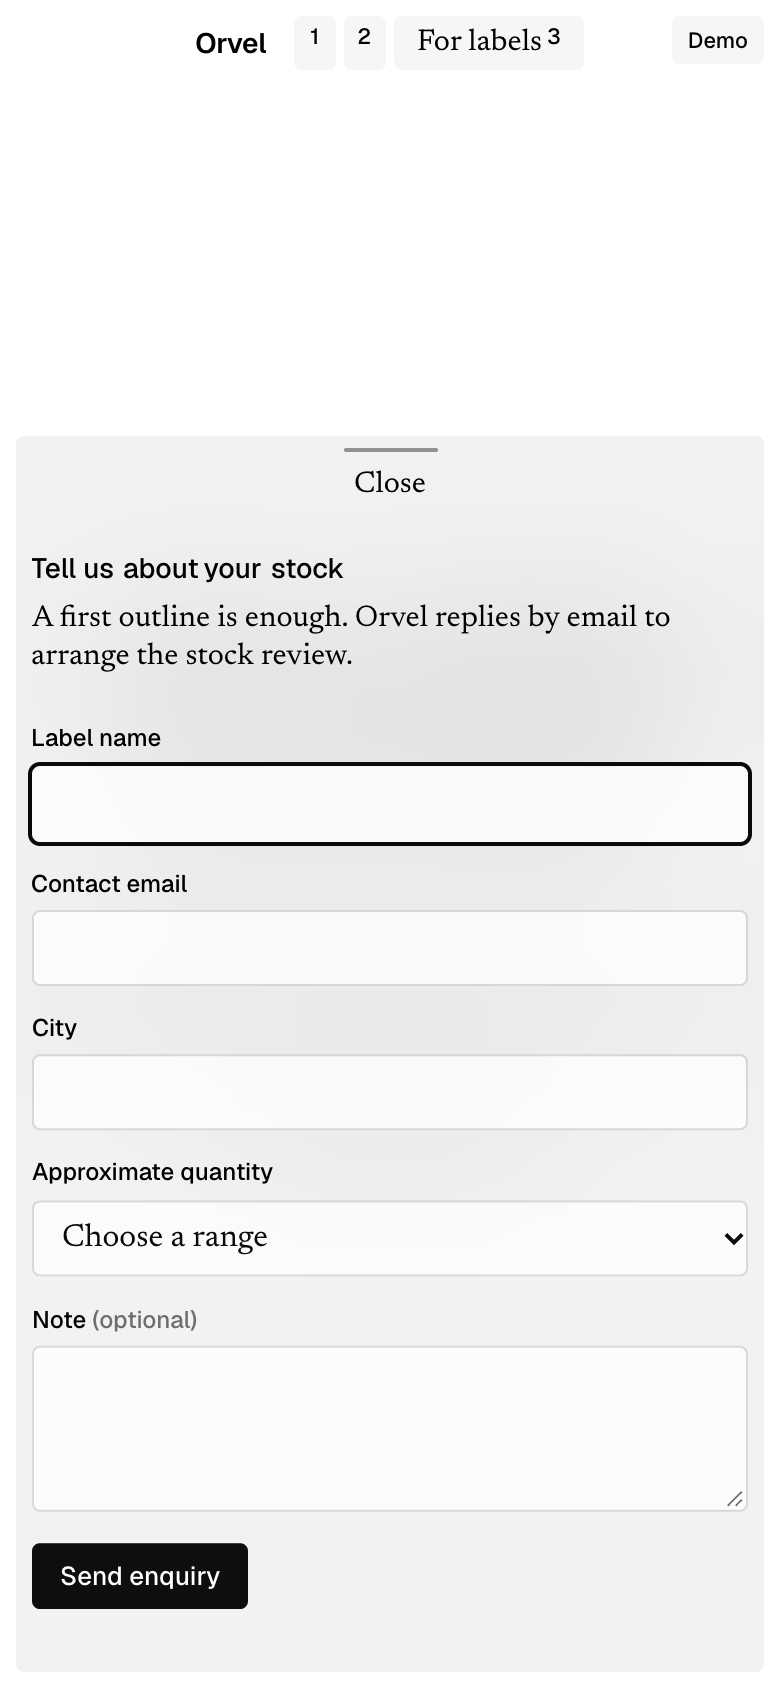 Orvel 1 2 For labels 3 Demo
Close
Tell us about your stock
A first outline is enough. Orvel replies by email to
arrange the stock review.
Label name
Contact email
City
Approximate quantity
Choose a range
Note (optional)
Send enquiry